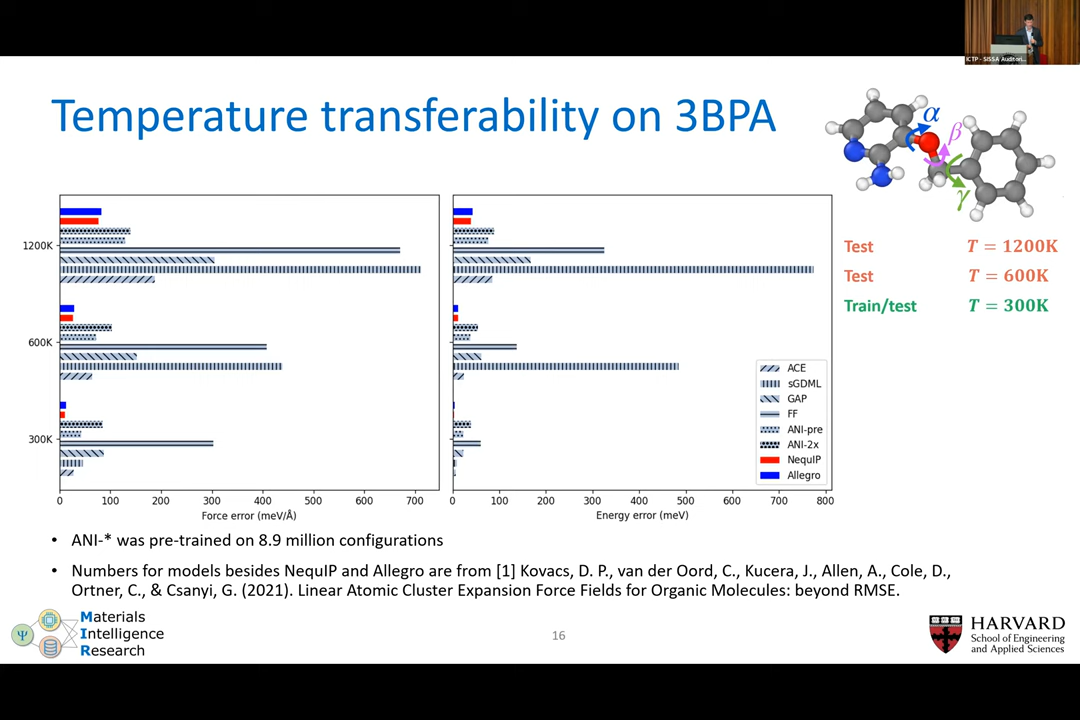 ICTP - SISSA Auditori...
Temperature transferability on 3BPA
α
β
γ
Test T = 1200K
Test T = 600K
Train/test T = 300K
1200K
600K
300K
0 100 200 300 400 500 600 700
Force error (meV/Å)
0 100 200 300 400 500 600 700 800
Energy error (meV)
ACE
sGDML
GAP
FF
ANI-pre
ANI-2x
NequIP
Allegro
• ANI-* was pre-trained on 8.9 million configurations
• Numbers for models besides NequIP and Allegro are from [1] Kovacs, D. P., van der Oord, C., Kucera, J., Allen, A., Cole, D.,
Ortner, C., & Csanyi, G. (2021). Linear Atomic Cluster Expansion Force Fields for Organic Molecules: beyond RMSE.
Ψ
Materials
Intelligence
Research
16
HARVARD
School of Engineering
and Applied Sciences